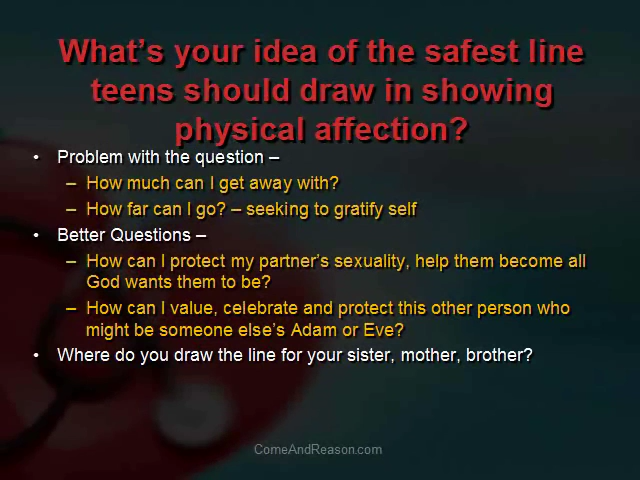 What's your idea of the safest line
teens should draw in showing
physical affection?
• Problem with the question –
– How much can I get away with?
– How far can I go? – seeking to gratify self
• Better Questions –
– How can I protect my partner's sexuality, help them become all
God wants them to be?
– How can I value, celebrate and protect this other person who
might be someone else's Adam or Eve?
• Where do you draw the line for your sister, mother, brother?
ComeAndReason.com